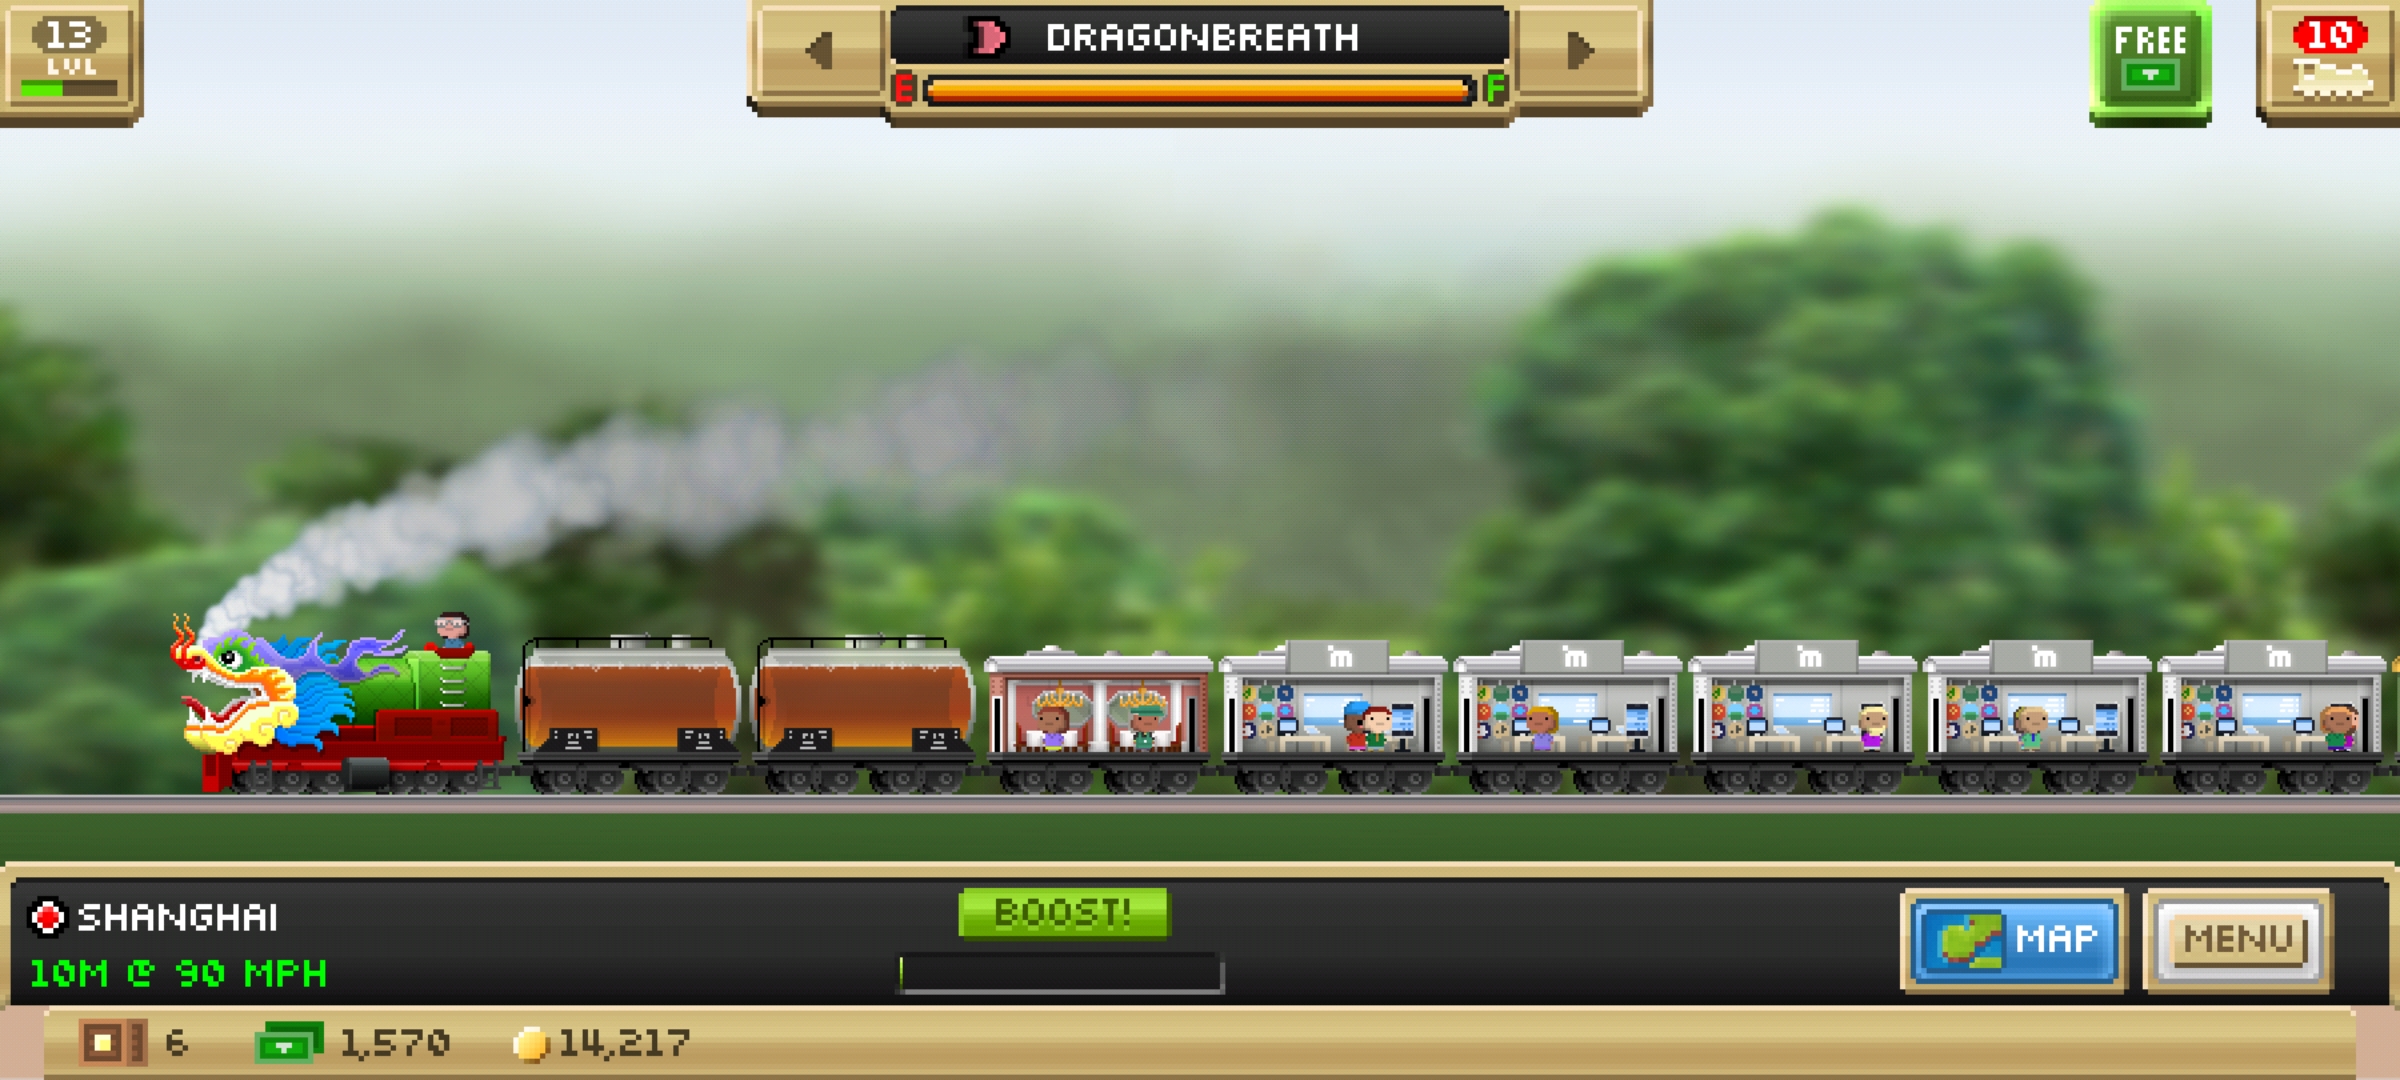 13
LVL
DRAGONBREATH
E F
FREE
10
m m m m m
SHANGHAI
10M @ 90 MPH
BOOST!
MAP
MENU
6 1,570 14,217